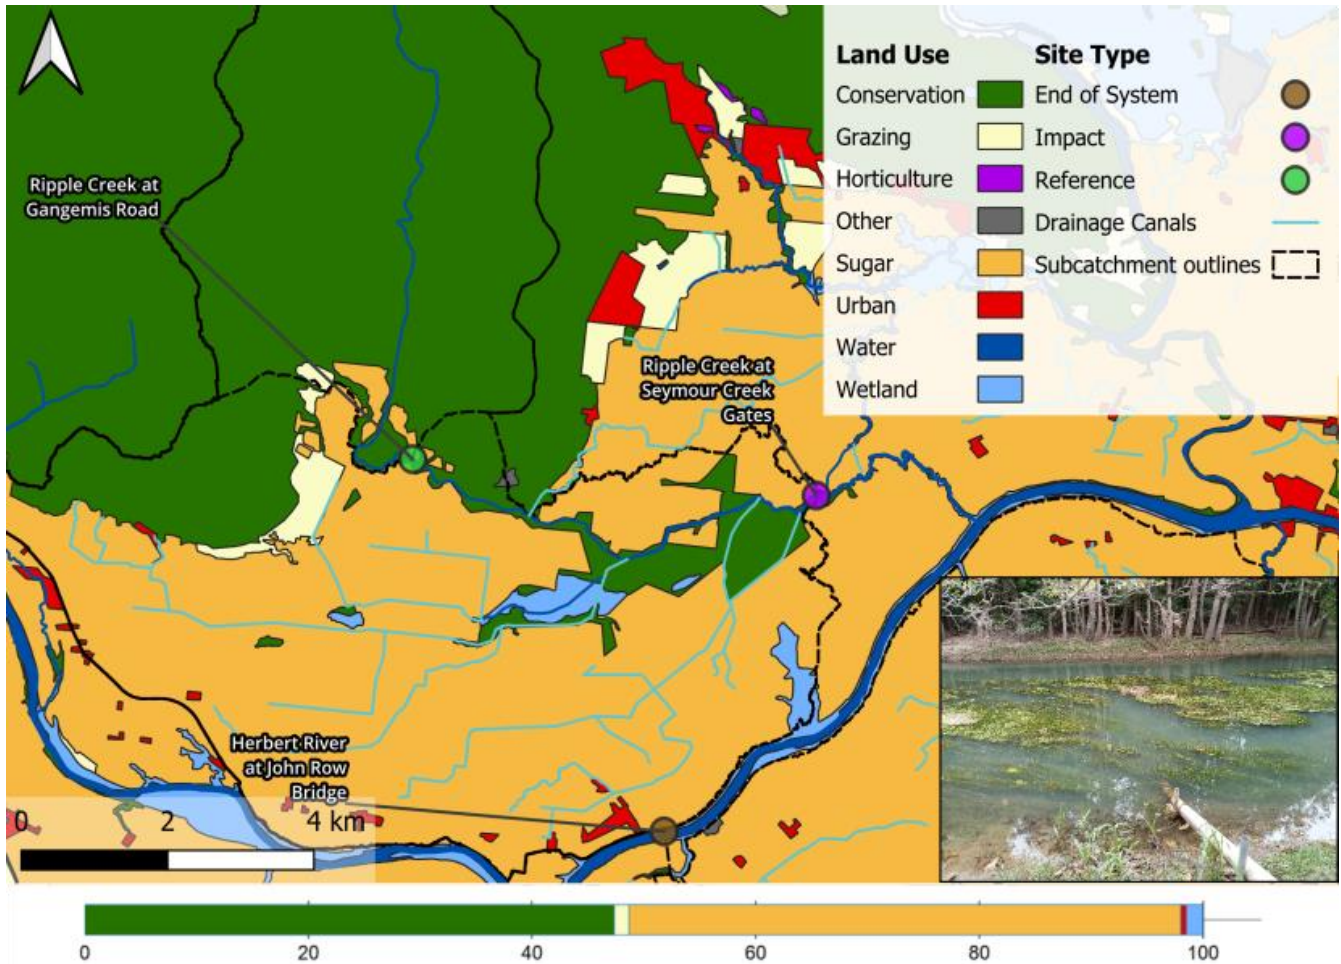 Land Use
Site Type
Conservation
End of System
Grazing
Impact
Horticulture
Reference
Other
Drainage Canals
Sugar
Subcatchment outlines
Urban
Water
Wetland
Ripple Creek at
Gangemis Road
Ripple Creek at
Seymour Creek
Gates
Herbert River
at John Row
Bridge
0 2 4 km
0 20 40 60 80 100